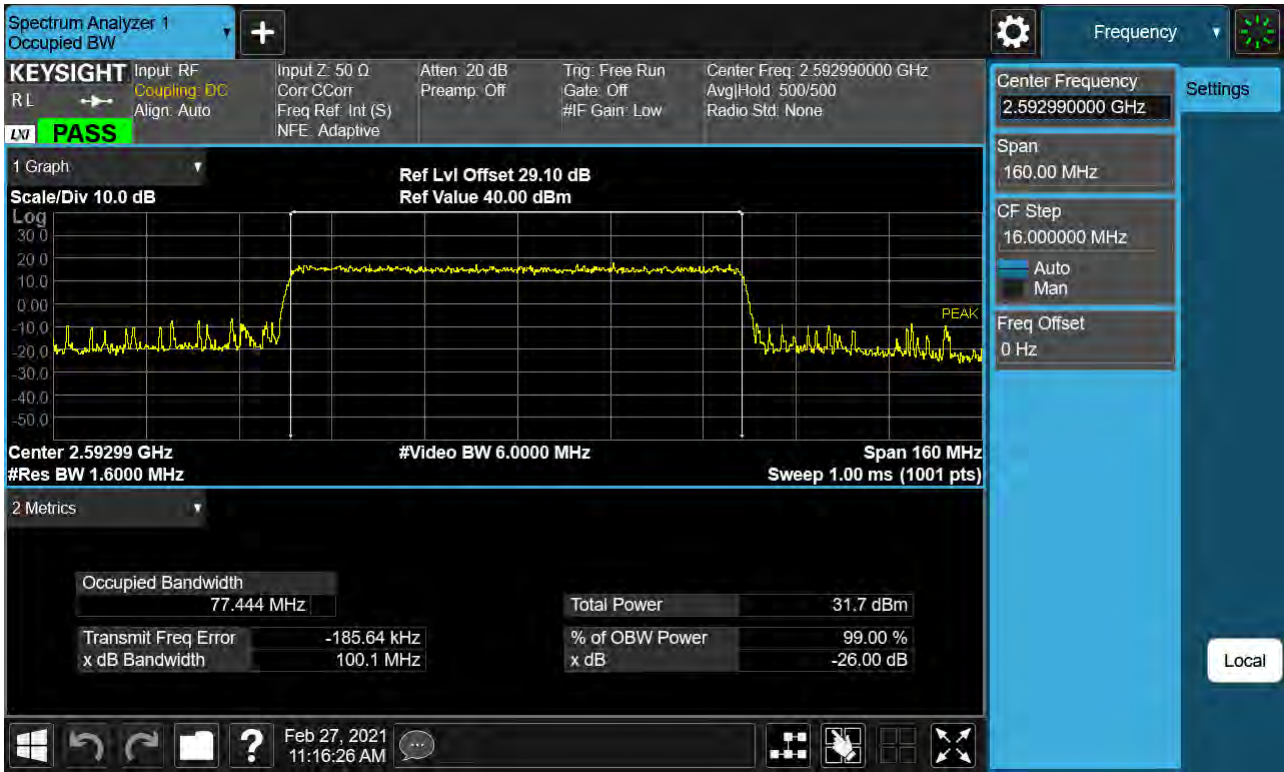 Spectrum Analyzer 1
Occupied BW
+
Frequency
KEYSIGHT
R L
LXI
PASS
Input: RF
Coupling: DC
Align: Auto
Input Z: 50 Ω
Corr CCorr
Freq Ref: Int (S)
NFE: Adaptive
Atten: 20 dB
Preamp: Off
Trig: Free Run
Gate: Off
#IF Gain: Low
Center Freq: 2.592990000 GHz
Avg|Hold: 500/500
Radio Std: None
Center Frequency
2.592990000 GHz
Settings
Span
160.00 MHz
CF Step
16.000000 MHz
Auto
Man
Freq Offset
0 Hz
1 Graph
Scale/Div 10.0 dB
Ref Lvl Offset 29.10 dB
Ref Value 40.00 dBm
Log
30.0
20.0
10.0
0.00
-10.0
-20.0
-30.0
-40.0
-50.0
PEAK
Center 2.59299 GHz
#Video BW 6.0000 MHz
Span 160 MHz
#Res BW 1.6000 MHz
Sweep 1.00 ms (1001 pts)
2 Metrics
Occupied Bandwidth
77.444 MHz
Total Power 31.7 dBm
Transmit Freq Error -185.64 kHz
% of OBW Power 99.00 %
x dB Bandwidth 100.1 MHz
x dB -26.00 dB
Local
?
Feb 27, 2021
11:16:26 AM